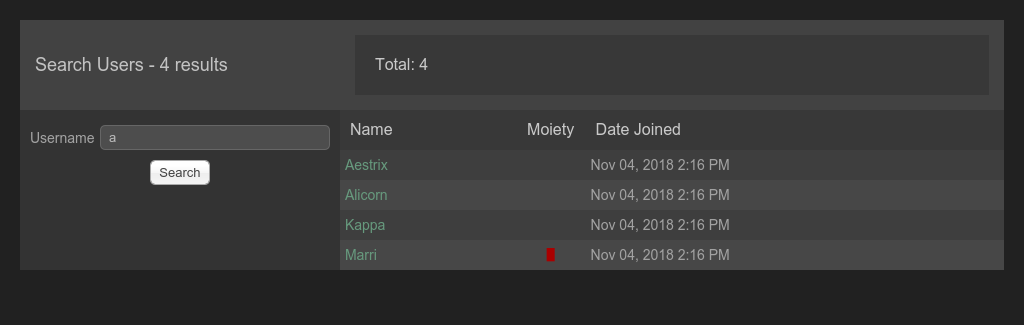 Search Users - 4 results
Total: 4
Username a
Search
Name Moiety Date Joined
Aestrix Nov 04, 2018 2:16 PM
Alicorn Nov 04, 2018 2:16 PM
Kappa Nov 04, 2018 2:16 PM
Marri Nov 04, 2018 2:16 PM